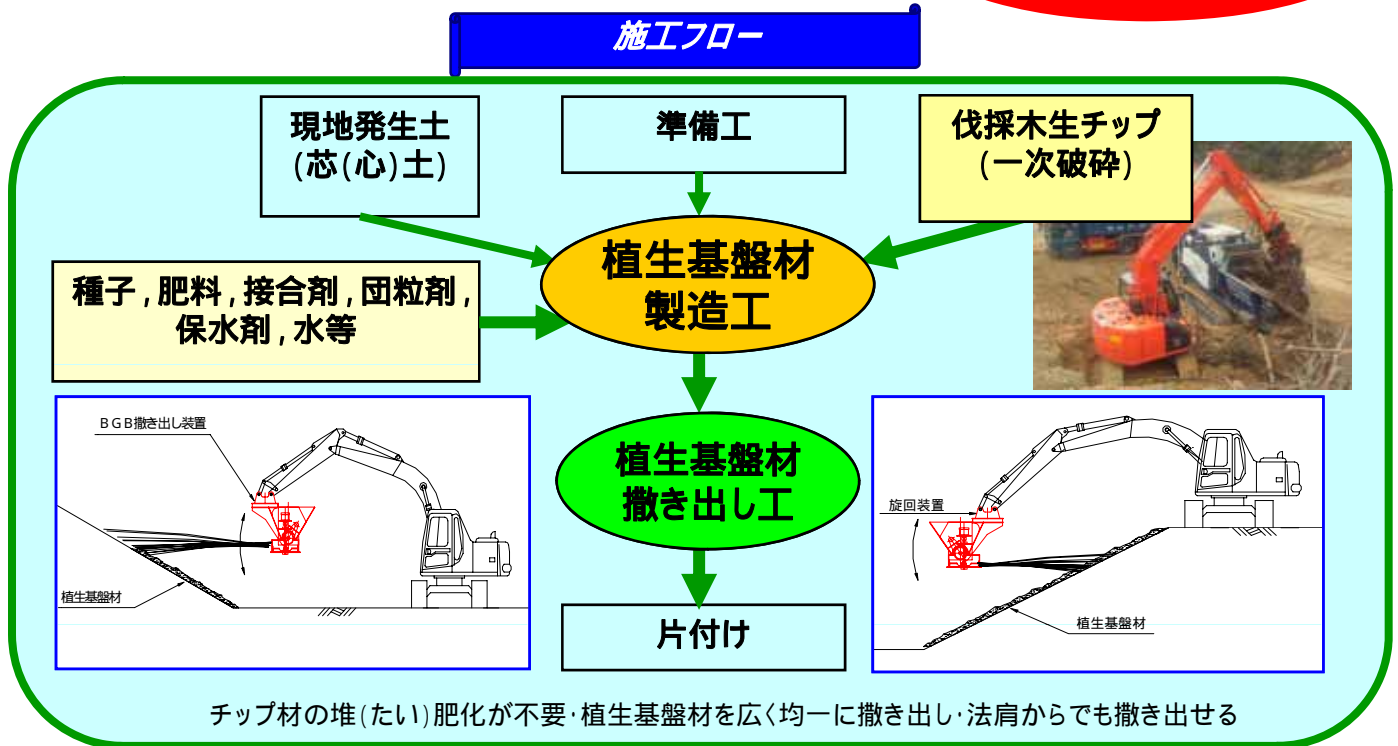 施工フロー
現地発生土
(芯(心)土)
準備工
伐採木生チップ
(一次破砕)
植生基盤材
製造工
種子,肥料,接合剤,団粒剤,
保水剤,水等
BGB撒き出し装置
植生基盤材
植生基盤材
撒き出し工
旋回装置
植生基盤材
片付け
チップ材の堆(たい)肥化が不要・植生基盤材を広く均一に撒き出し・法肩からでも撒き出せる